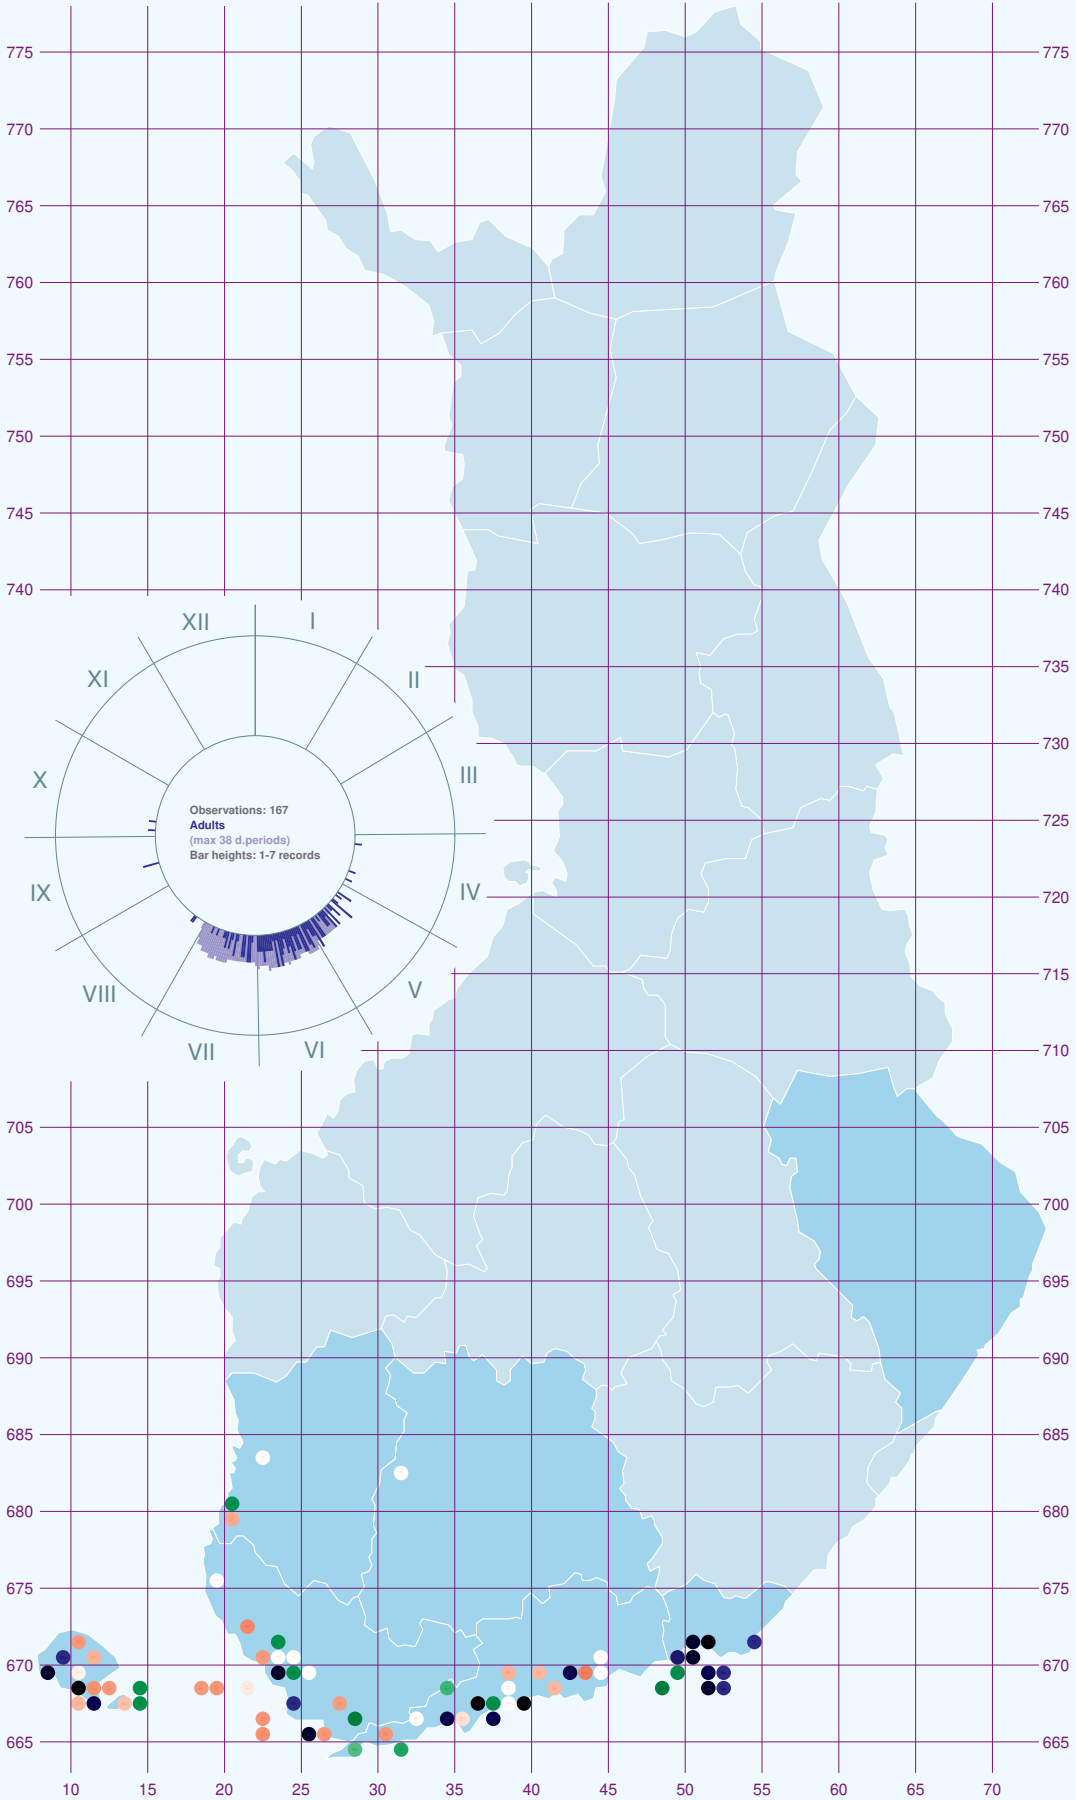 775 775
770 770
765 765
760 760
755 755
750 750
745 745
740 740
XII I
XI II
735
730
X III
Observations: 167
Adults
(max 38 d.periods)
Bar heights: 1-7 records
725
IX IV
720
715
VIII V
VII VI
710
705 705
700 700
695 695
690 690
685 685
680 680
675 675
670 670
665 665
10 15 20 25 30 35 40 45 50 55 60 65 70